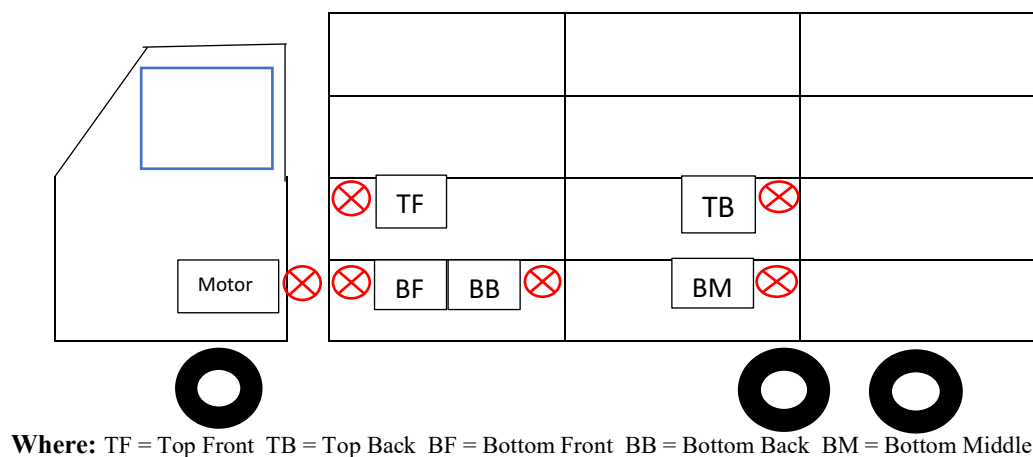 TF TB
Motor BF BB BM
Where: TF = Top Front TB = Top Back BF = Bottom Front BB = Bottom Back BM = Bottom Middle